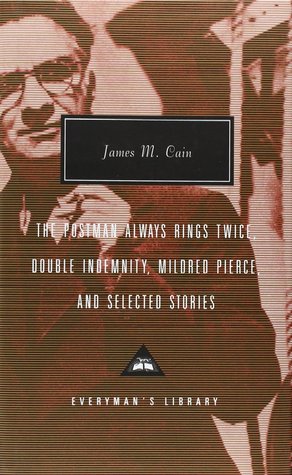 James M. Cain
THE POSTMAN ALWAYS RINGS TWICE,
DOUBLE INDEMNITY, MILDRED PIERCE
AND SELECTED STORIES
EVERYMAN'S LIBRARY